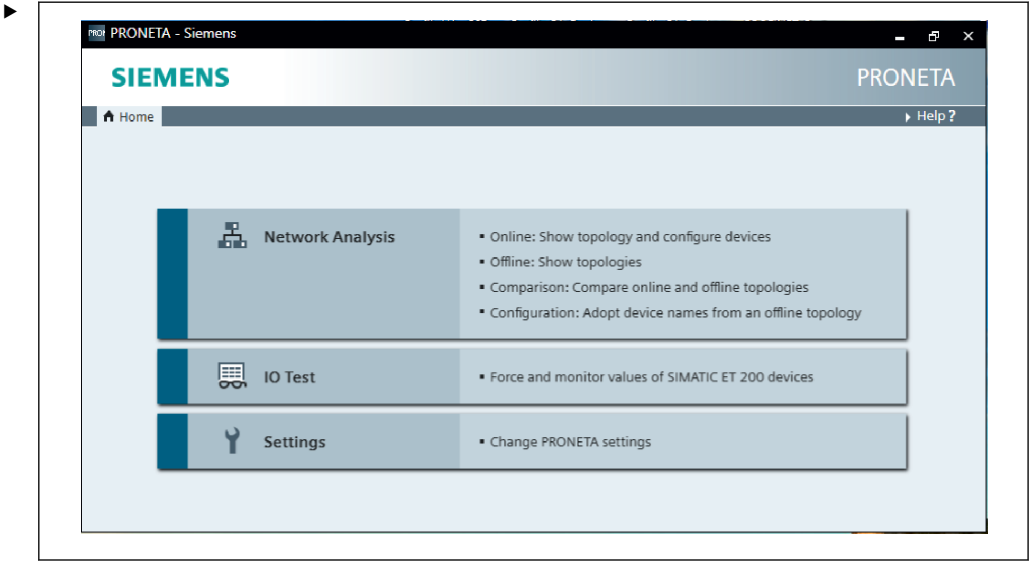 PRONETA - Siemens
SIEMENS
PRONETA
Home
Help ?
Network Analysis
▪ Online: Show topology and configure devices
▪ Offline: Show topologies
▪ Comparison: Compare online and offline topologies
▪ Configuration: Adopt device names from an offline topology
IO Test
▪ Force and monitor values of SIMATIC ET 200 devices
Settings
▪ Change PRONETA settings